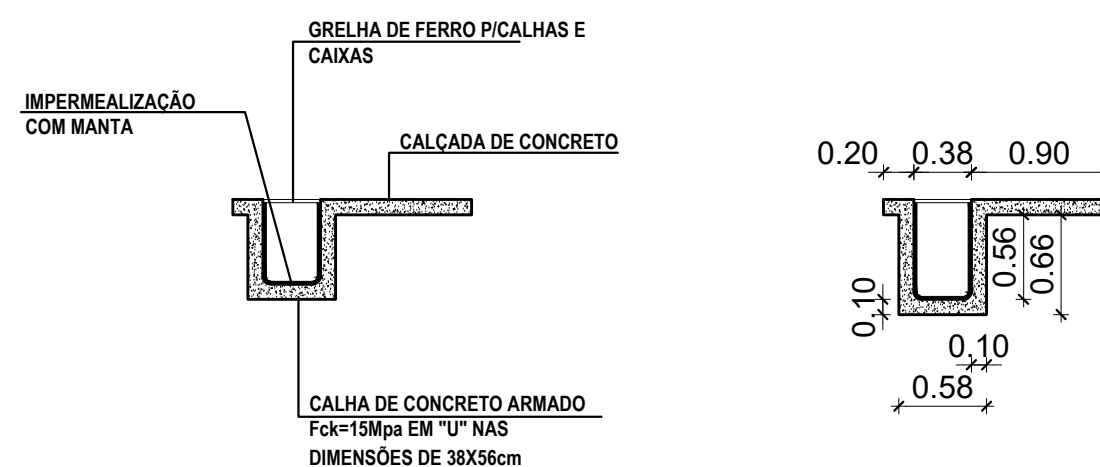 GRELHA DE FERRO P/CALHAS E
CAIXAS
IMPERMEALIZAÇÃO
COM MANTA
CALÇADA DE CONCRETO
CALHA DE CONCRETO ARMADO
Fck=15Mpa EM "U" NAS
DIMENSÕES DE 38X56cm
0.20 0.38 0.90
0.56
0.66
0.10
0.10
0.58